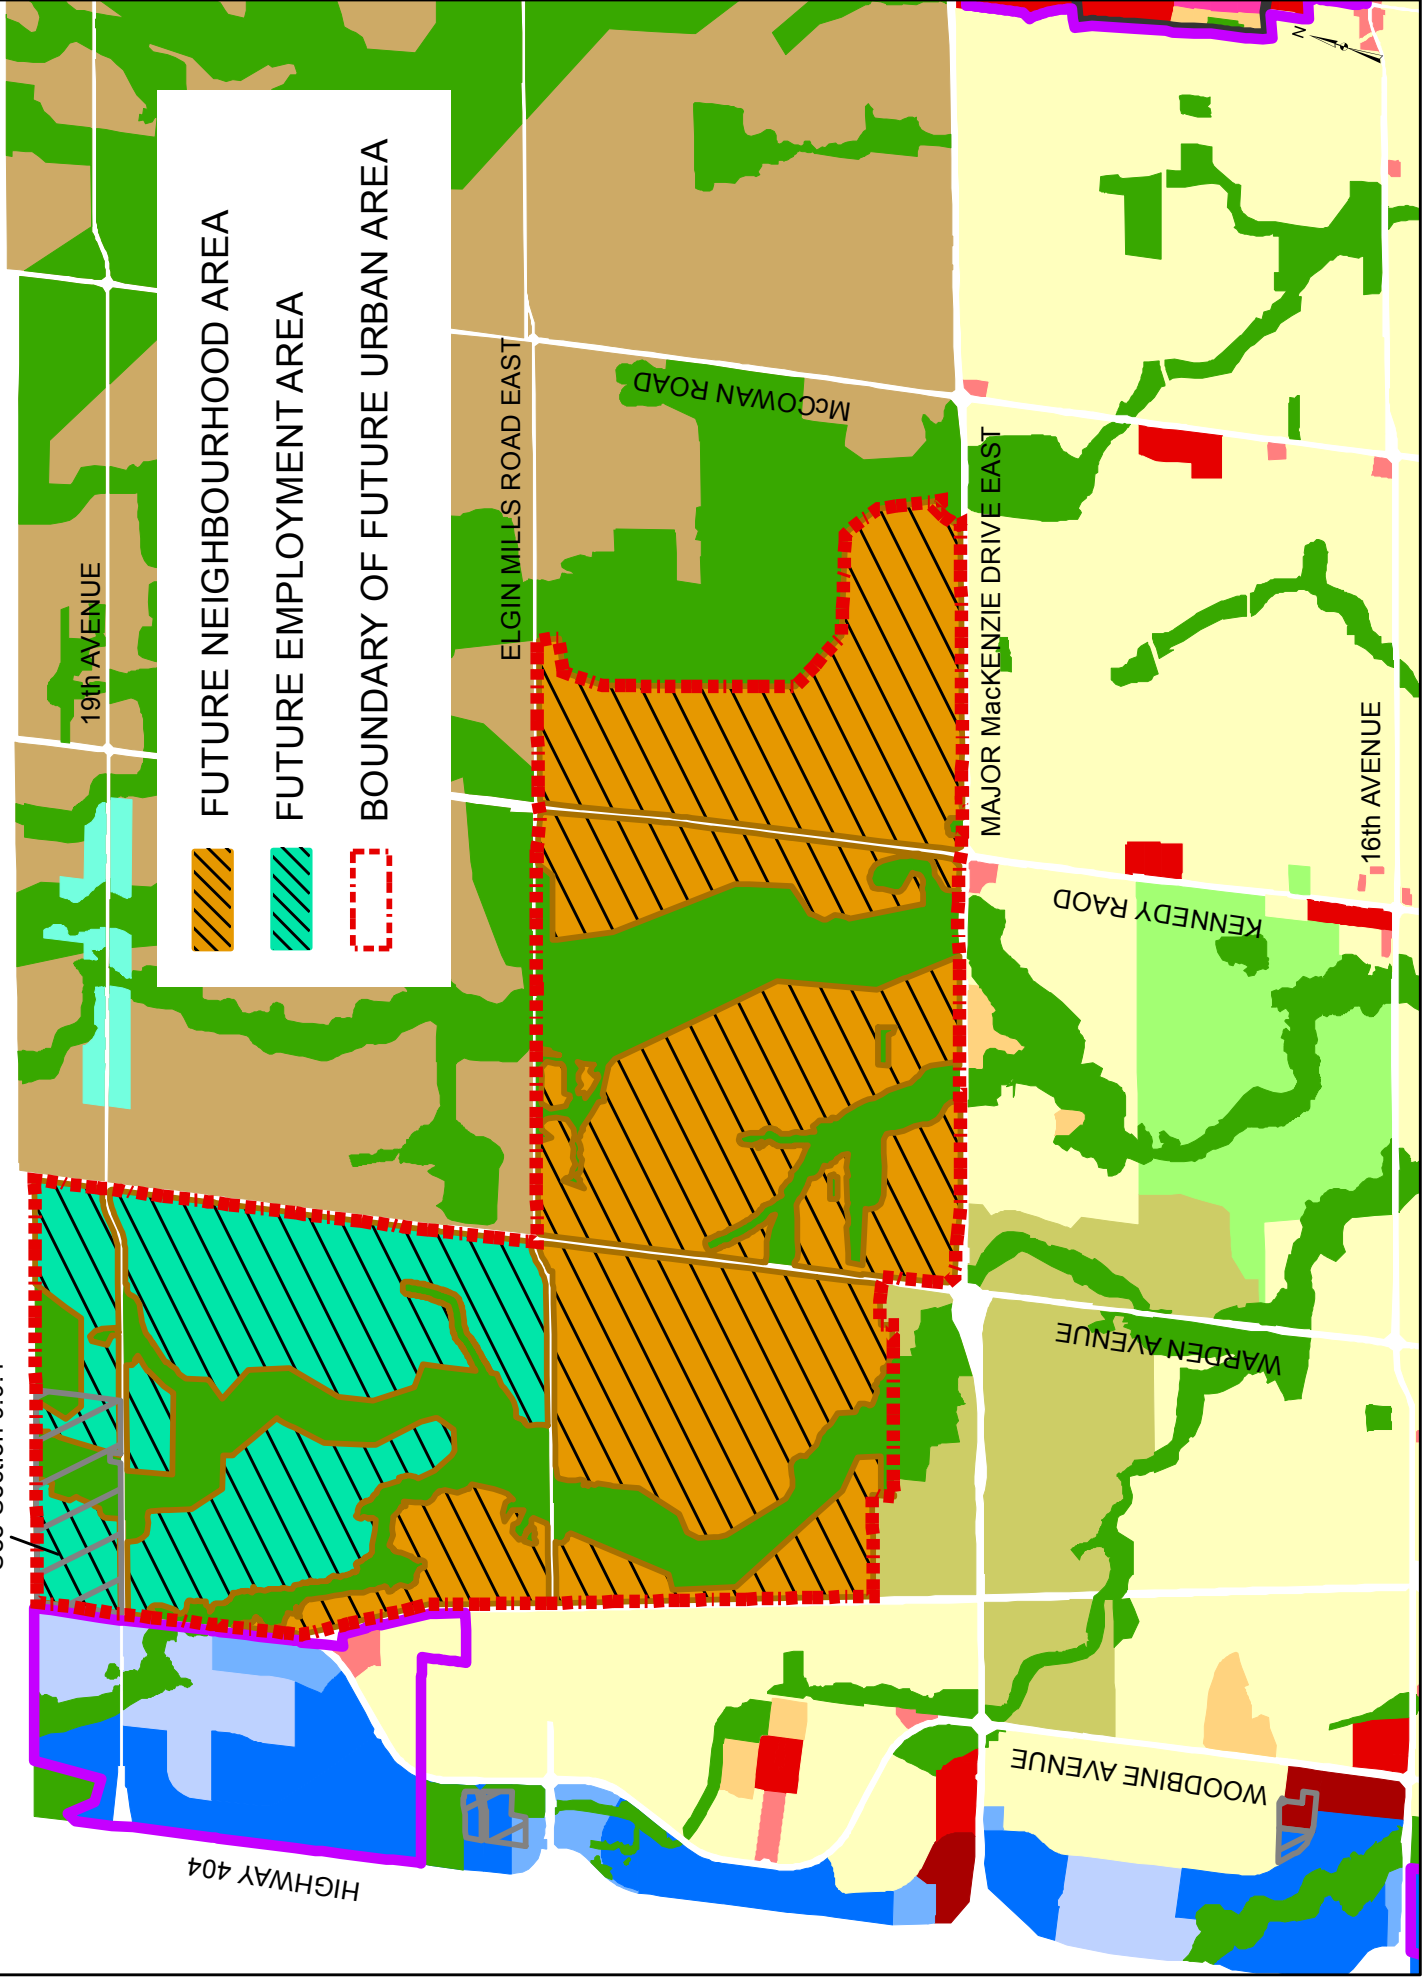 FUTURE NEIGHBOURHOOD AREA
FUTURE EMPLOYMENT AREA
BOUNDARY OF FUTURE URBAN AREA
19th AVENUE
ELGIN MILLS ROAD EAST
MAJOR MacKENZIE DRIVE EAST
16th AVENUE
HIGHWAY 404
WOODBINE AVENUE
WARDEN AVENUE
KENNEDY RAOD
McCOWAN ROAD
N